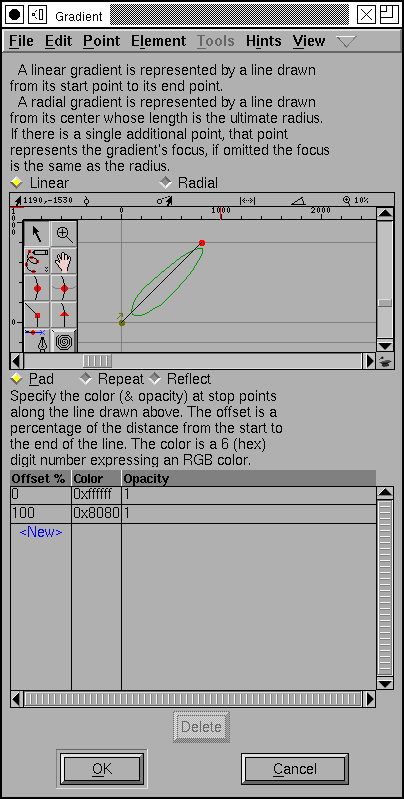 Gradient
File Edit Point Element Tools Hints View
A linear gradient is represented by a line drawn
from its start point to its end point.
A radial gradient is represented by a line drawn
from its center whose length is the ultimate radius.
If there is a single additional point, that point
represents the gradient's focus, if omitted the focus
is the same as the radius.
Linear Radial
1190,-1530 10%
0 1000 2000
0
Pad Repeat Reflect
Specify the color (& opacity) at stop points
along the line drawn above. The offset is a
percentage of the distance from the start to
the end of the line. The color is a 6 (hex)
digit number expressing an RGB color.
Offset % Color Opacity
0 0xffffff 1
100 0x8080 1
<New>
Delete
OK Cancel